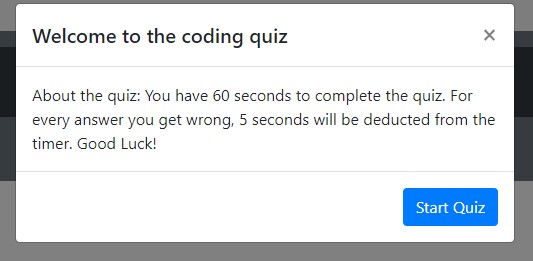 Welcome to the coding quiz
×
About the quiz: You have 60 seconds to complete the quiz. For
every answer you get wrong, 5 seconds will be deducted from the
timer. Good Luck!
Start Quiz